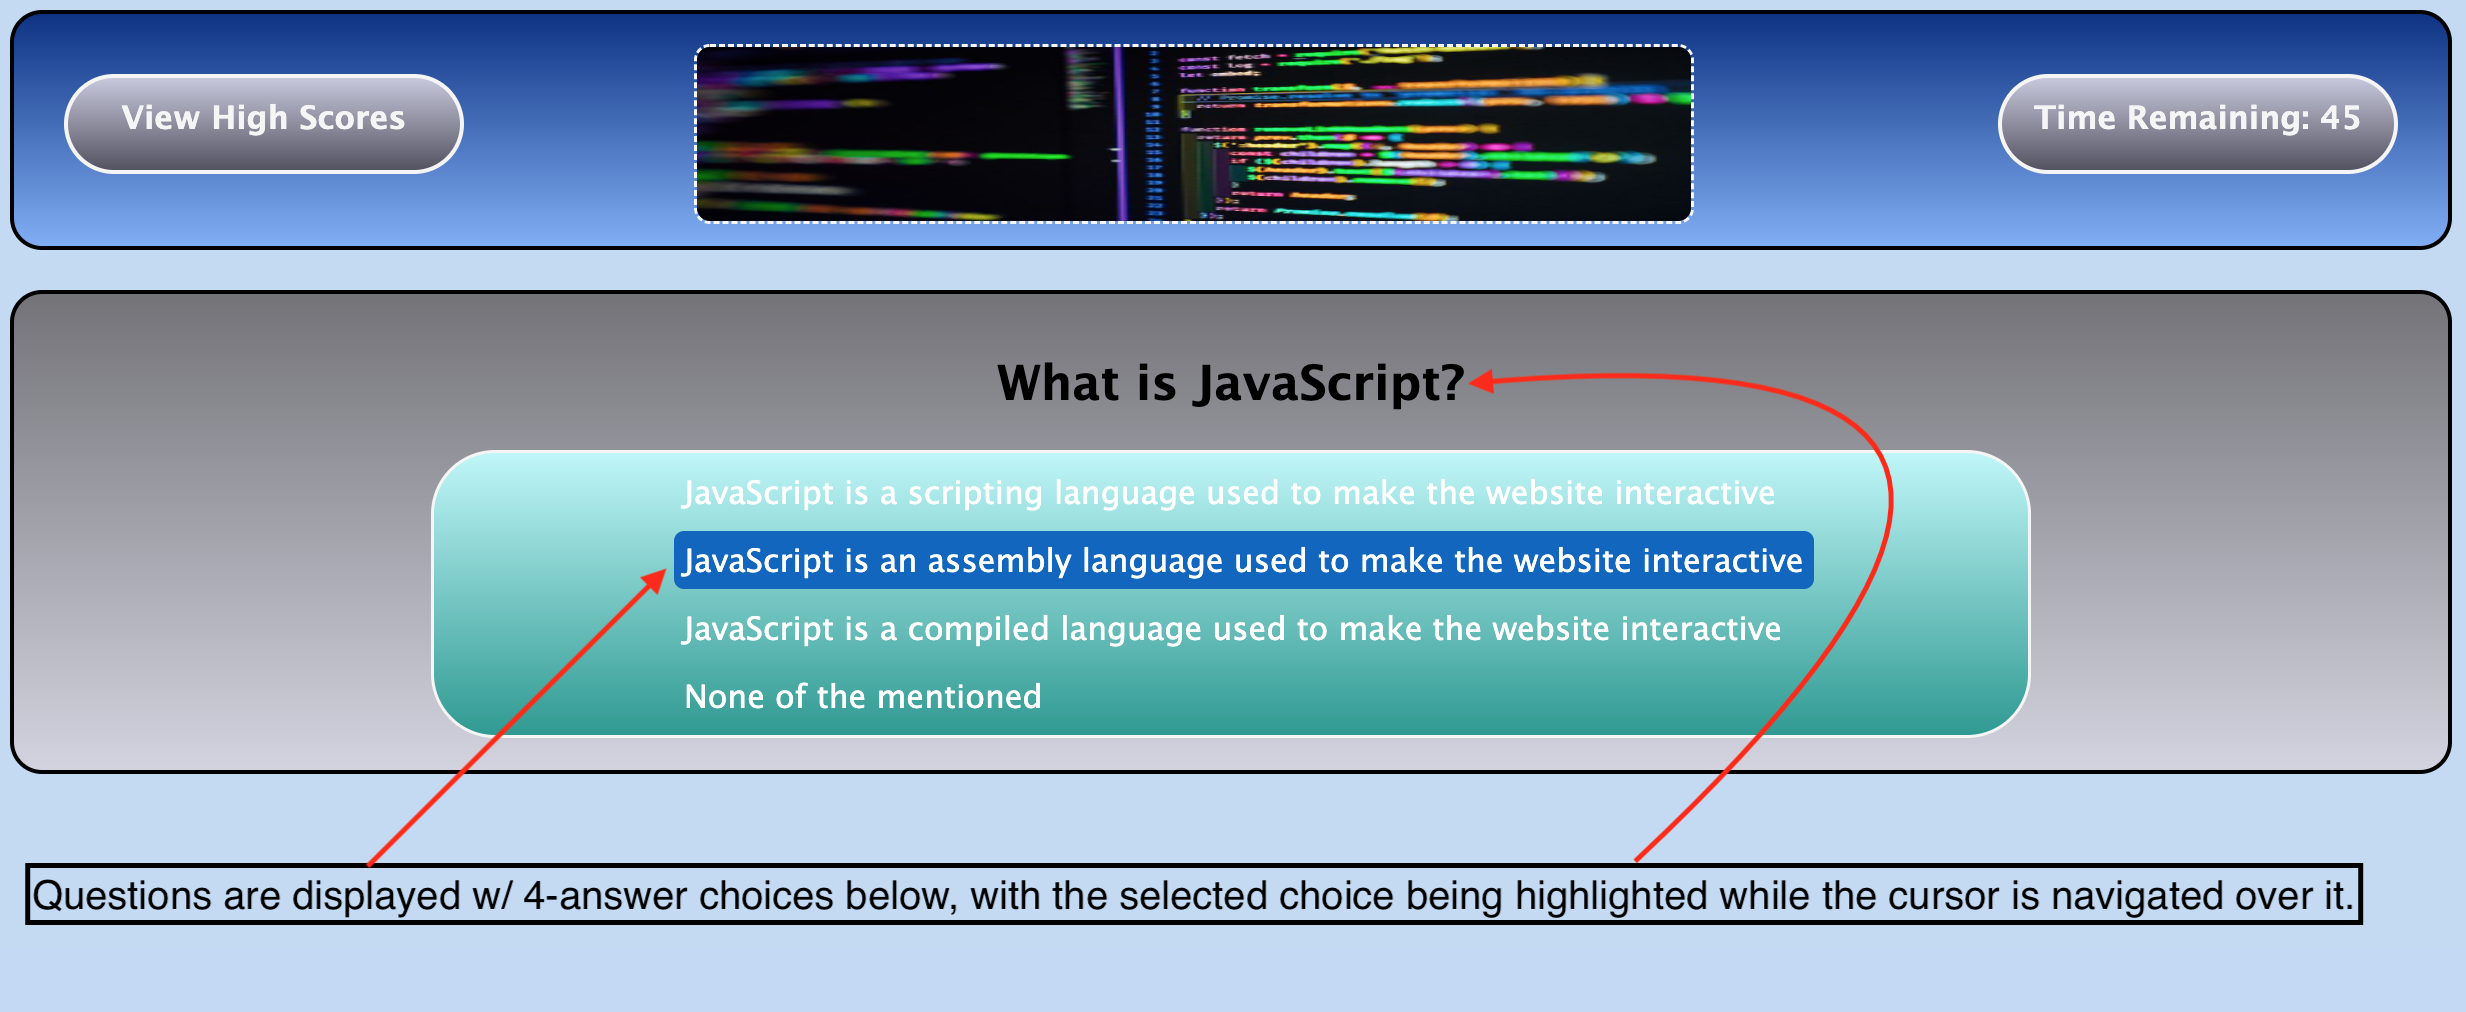 View High Scores
Time Remaining: 45
What is JavaScript?
JavaScript is a scripting language used to make the website interactive
JavaScript is an assembly language used to make the website interactive
JavaScript is a compiled language used to make the website interactive
None of the mentioned
Questions are displayed w/ 4-answer choices below, with the selected choice being highlighted while the cursor is navigated over it.